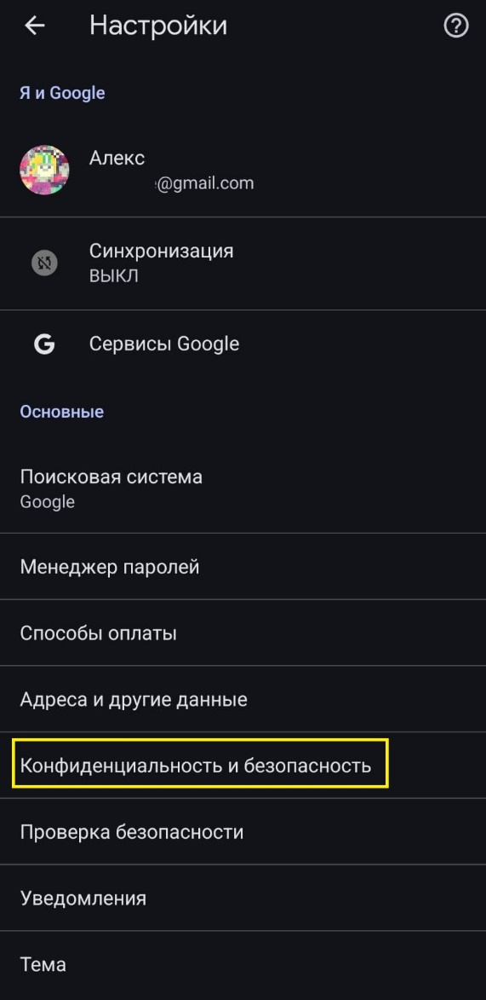 Настройки
Я и Google
Алекс
@gmail.com
Синхронизация
ВЫКЛ
Сервисы Google
Основные
Поисковая система
Google
Менеджер паролей
Способы оплаты
Адреса и другие данные
Конфиденциальность и безопасность
Проверка безопасности
Уведомления
Тема